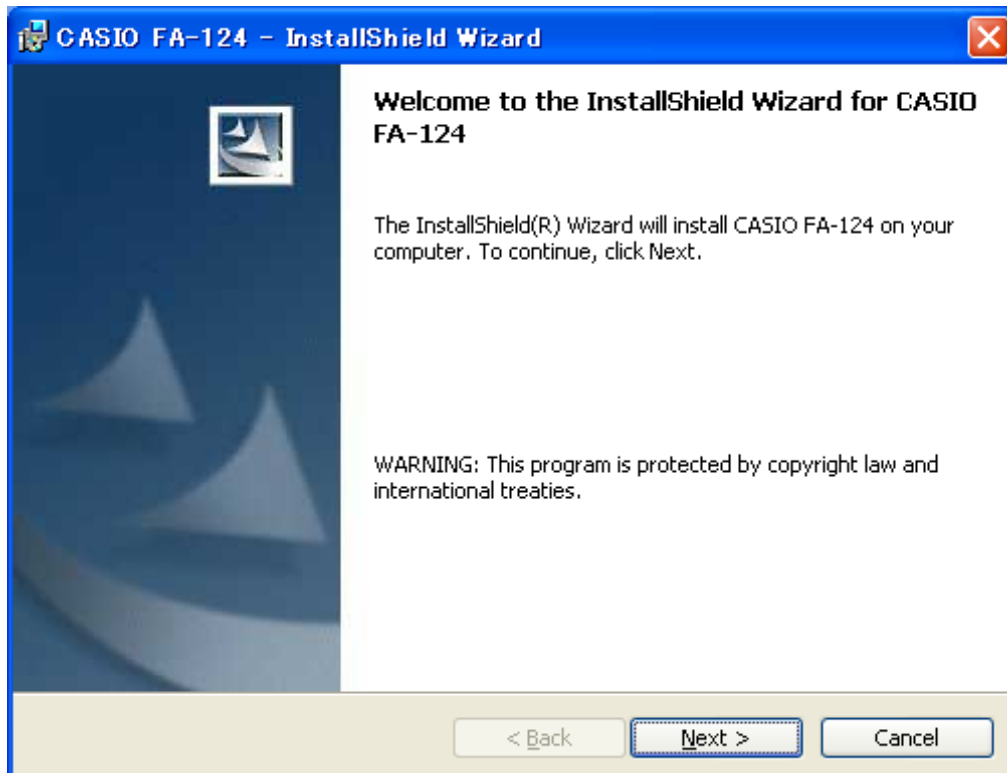 CASIO FA-124 - InstallShield Wizard
Welcome to the InstallShield Wizard for CASIO
FA-124
The InstallShield(R) Wizard will install CASIO FA-124 on your
computer. To continue, click Next.
WARNING: This program is protected by copyright law and
international treaties.
< Back
Next >
Cancel